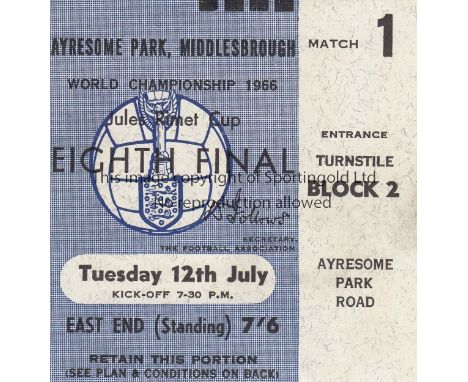 AYRESOME PARK, MIDDLESBROUGH
WORLD CHAMPIONSHIP 1966
Jules Rimet Cup
EIGHTH FINAL
This image copyright of Sportingold Ltd
No reproduction allowed
D Follows
SECRETARY.
THE FOOTBALL ASSOCIATION
Tuesday 12th July
KICK-OFF 7-30 P.M.
EAST END (Standing) 7'6
RETAIN THIS PORTION
(SEE PLAN & CONDITIONS ON BACK)
MATCH 1
ENTRANCE
TURNSTILE
BLOCK 2
AYRESOME
PARK
ROAD